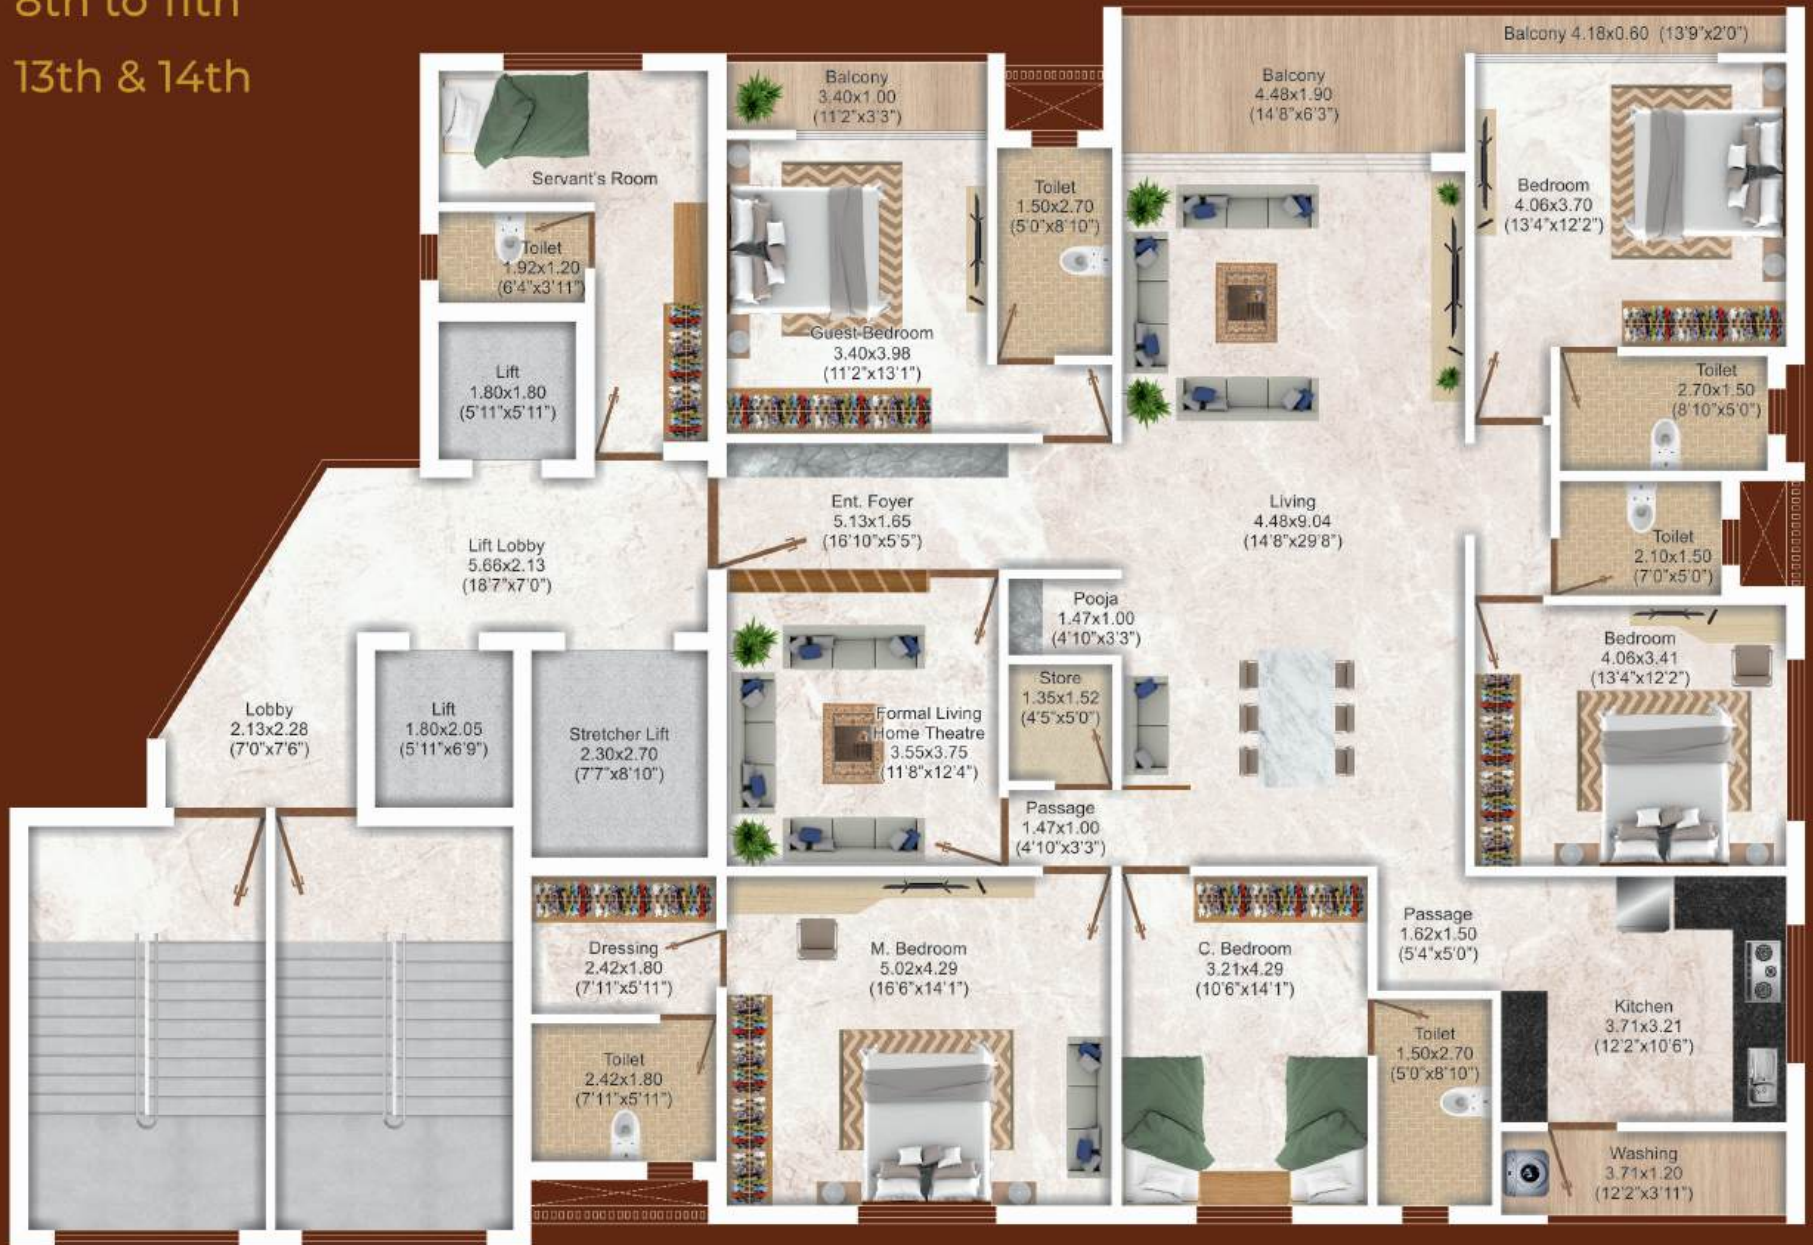 8th to 11th
13th & 14th
Balcony 4.18x0.60 (13'9"x2'0")
Balcony
3.40x1.00
(11'2"x3'3")
Balcony
4.48x1.90
(14'8"x6'3")
Servant's Room
Toilet
1.50x2.70
(5'0"x8'10")
Bedroom
4.06x3.70
(13'4"x12'2")
Toilet
1.92x1.20
(6'4"x3'11")
Guest Bedroom
3.40x3.98
(11'2"x13'1")
Lift
1.80x1.80
(5'11"x5'11")
Toilet
2.70x1.50
(8'10"x5'0")
Ent. Foyer
5.13x1.65
(16'10"x5'5")
Living
4.48x9.04
(14'8"x29'8")
Lift Lobby
5.66x2.13
(18'7"x7'0")
Toilet
2.10x1.50
(7'0"x5'0")
Pooja
1.47x1.00
(4'10"x3'3")
Bedroom
4.06x3.41
(13'4"x12'2")
Store
1.35x1.52
(4'5"x5'0")
Lobby
2.13x2.28
(7'0"x7'6")
Lift
1.80x2.05
(5'11"x6'9")
Stretcher Lift
2.30x2.70
(7'7"x8'10")
Formal Living
Home Theatre
3.55x3.75
(11'8"x12'4")
Passage
1.47x1.00
(4'10"x3'3")
Dressing
2.42x1.80
(7'11"x5'11")
M. Bedroom
5.02x4.29
(16'6"x14'1")
C. Bedroom
3.21x4.29
(10'6"x14'1")
Passage
1.62x1.50
(5'4"x5'0")
Kitchen
3.71x3.21
(12'2"x10'6")
Toilet
2.42x1.80
(7'11"x5'11")
Toilet
1.50x2.70
(5'0"x8'10")
Washing
3.71x1.20
(12'2"x3'11")